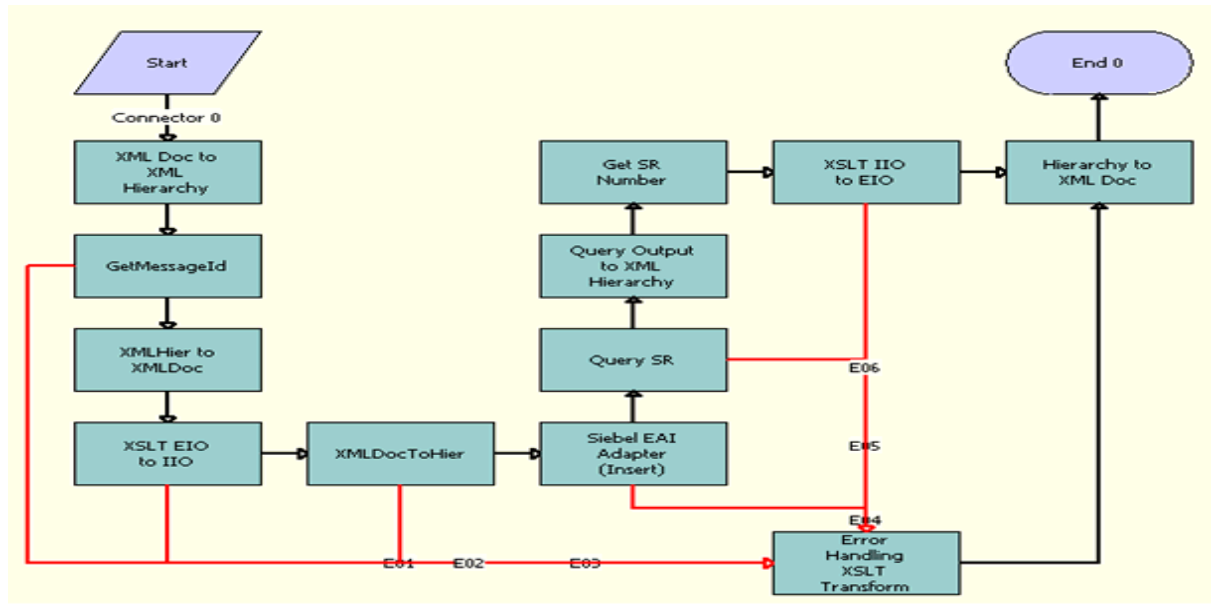 Start
End 0
Connector 0
XML Doc to
XML
Hierarchy
Get SR
Number
XSLT IIO
to EIO
Hierarchy to
XML Doc
GetMessageId
Query Output
to XML
Hierarchy
XMLHier to
XMLDoc
Query SR
E06
XSLT EIO
to IIO
XMLDocToHier
Siebel EAI
Adapter
(Insert)
E05
E04
E01
E02
E03
Error
Handling
XSLT
Transform